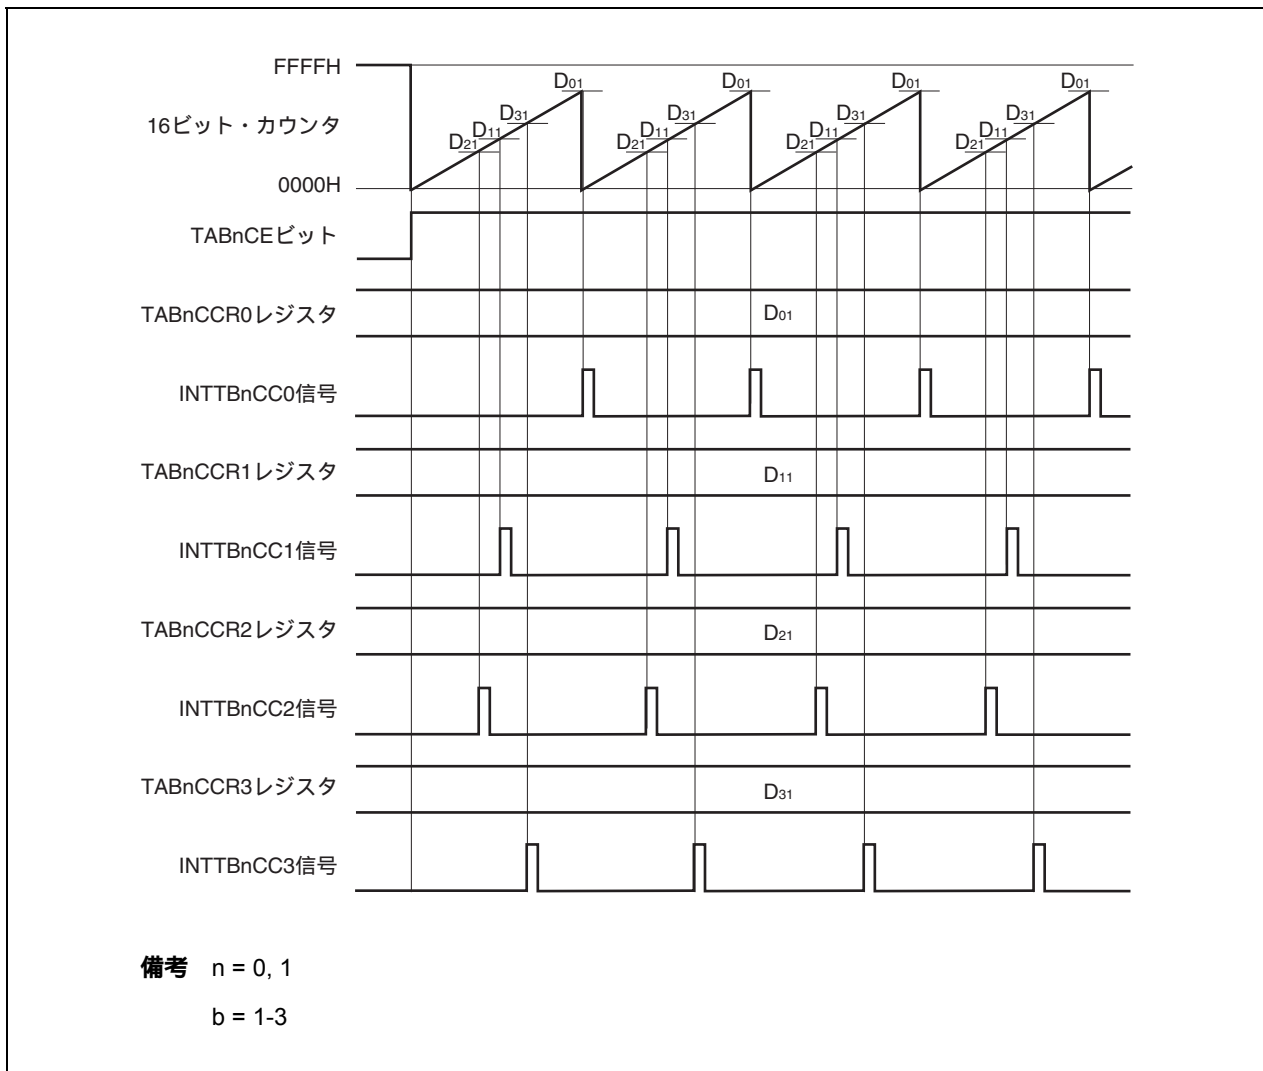 FFFFH
D01 D01 D01 D01
16ビット・カウンタ
D31 D31 D31 D31
D11 D11 D11 D11
D21 D21 D21 D21
0000H
TABnCEビット
TABnCCR0レジスタ
D01
INTTBnCC0信号
TABnCCR1レジスタ
D11
INTTBnCC1信号
TABnCCR2レジスタ
D21
INTTBnCC2信号
TABnCCR3レジスタ
D31
INTTBnCC3信号
備考 n = 0, 1
b = 1-3